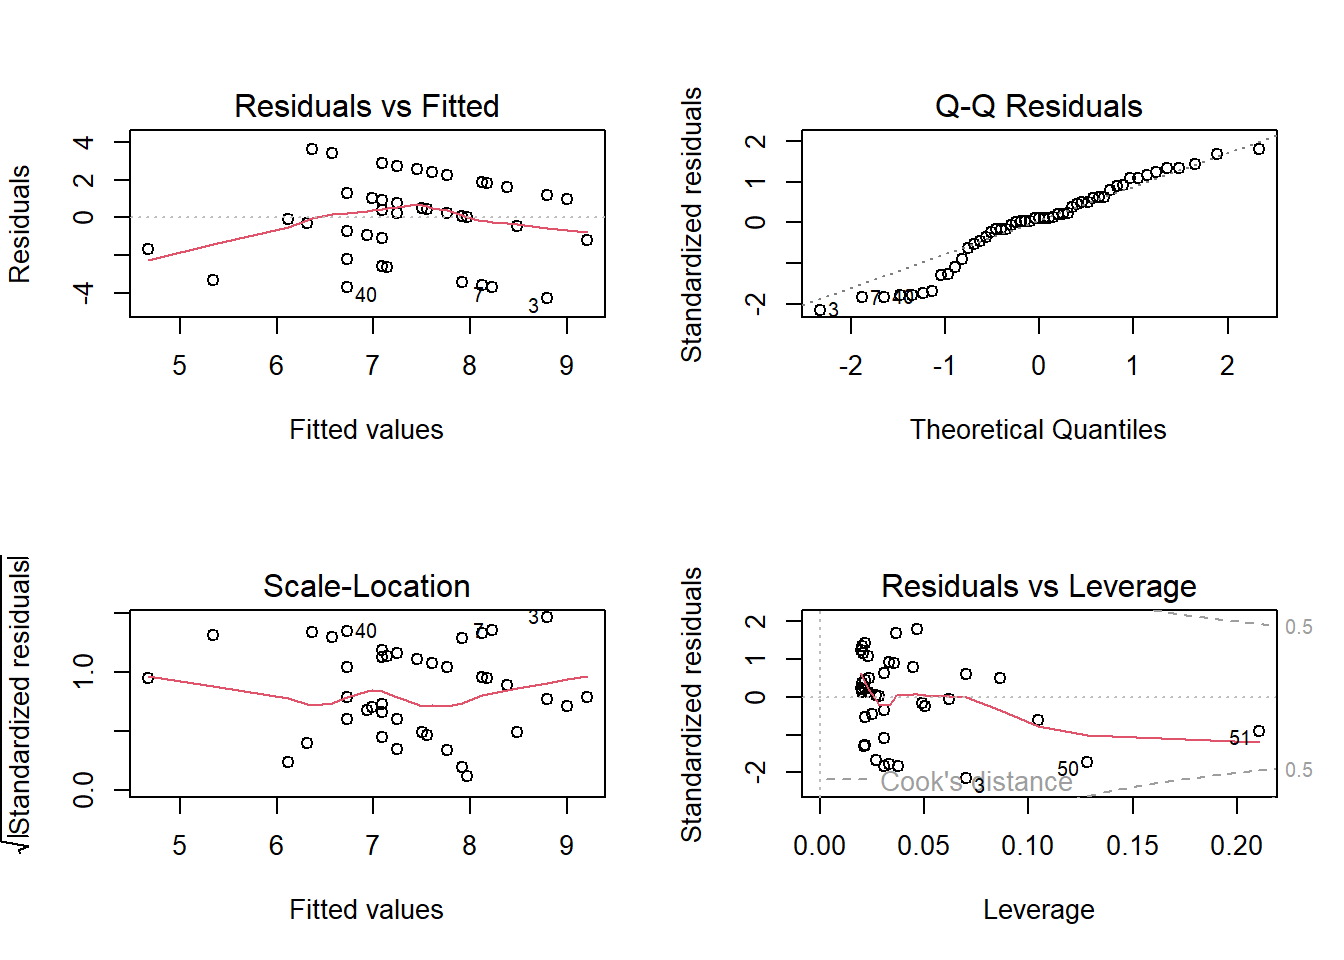 Residuals vs Fitted
Residuals
4
2
0
-4
40
7
3
5 6 7 8 9
Fitted values
Q-Q Residuals
Standardized residuals
2
1
0
-2
3
7
40
-2 -1 0 1 2
Theoretical Quantiles
Scale-Location
√|Standardized residuals|
1.0
0.0
40
7
3
5 6 7 8 9
Fitted values
Residuals vs Leverage
Standardized residuals
2
1
0
-2
0.5
51
50
0.5
Cook's distance
3
0.00 0.05 0.10 0.15 0.20
Leverage